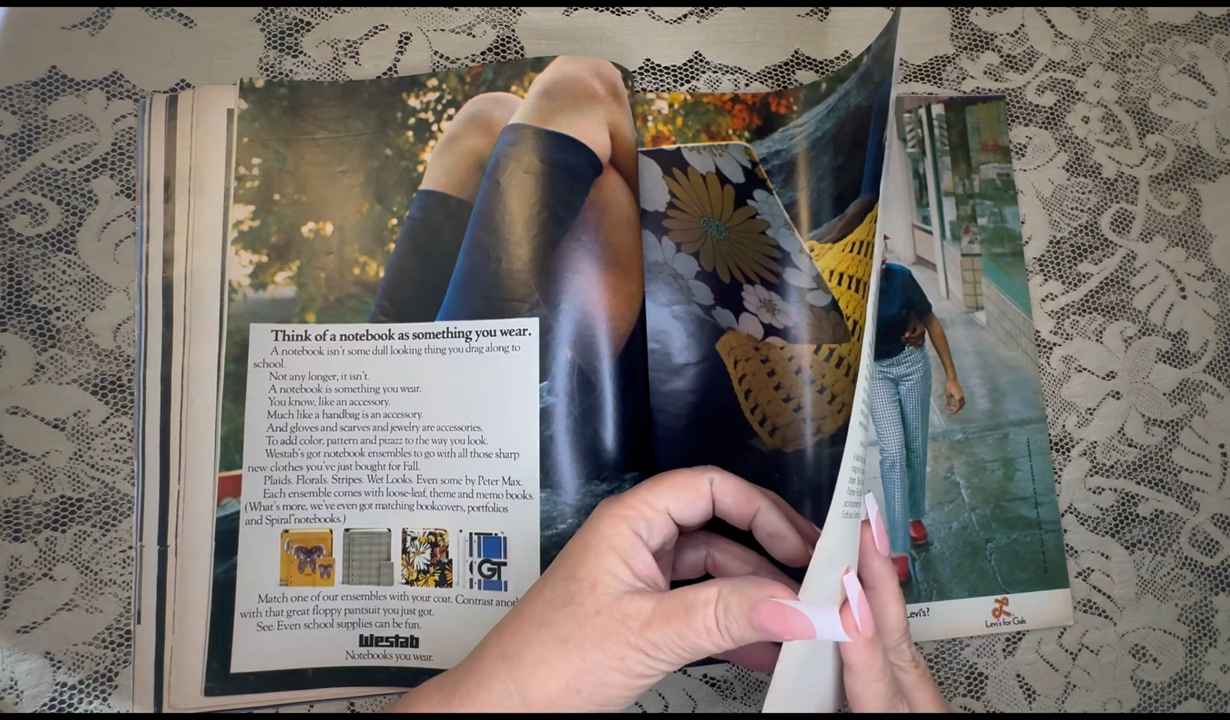 Think of a notebook as something you wear.
A notebook isn't some dull looking thing you drag along to
school.
Not any longer, it isn't.
A notebook is something you wear.
You know, like an accessory.
Much like a handbag is an accessory.
And gloves and scarves and jewelry are accessories.
To add color, pattern and pizazz to the way you look.
Westab's got notebook ensembles to go with all those sharp
new clothes you've just bought for Fall.
Plaids. Florals. Stripes. Wet Looks. Even some by Peter Max.
Each ensemble comes with loose-leaf, theme and memo books.
(What's more, we've even got matching bookcovers, portfolios
and Spiral notebooks.)
GT
Match one of our ensembles with your coat. Contrast
with that great floppy pantsuit you just got.
See. Even school supplies can be fun.
Westab
Notebooks you wear.
Levi's?
Levi's for Gals